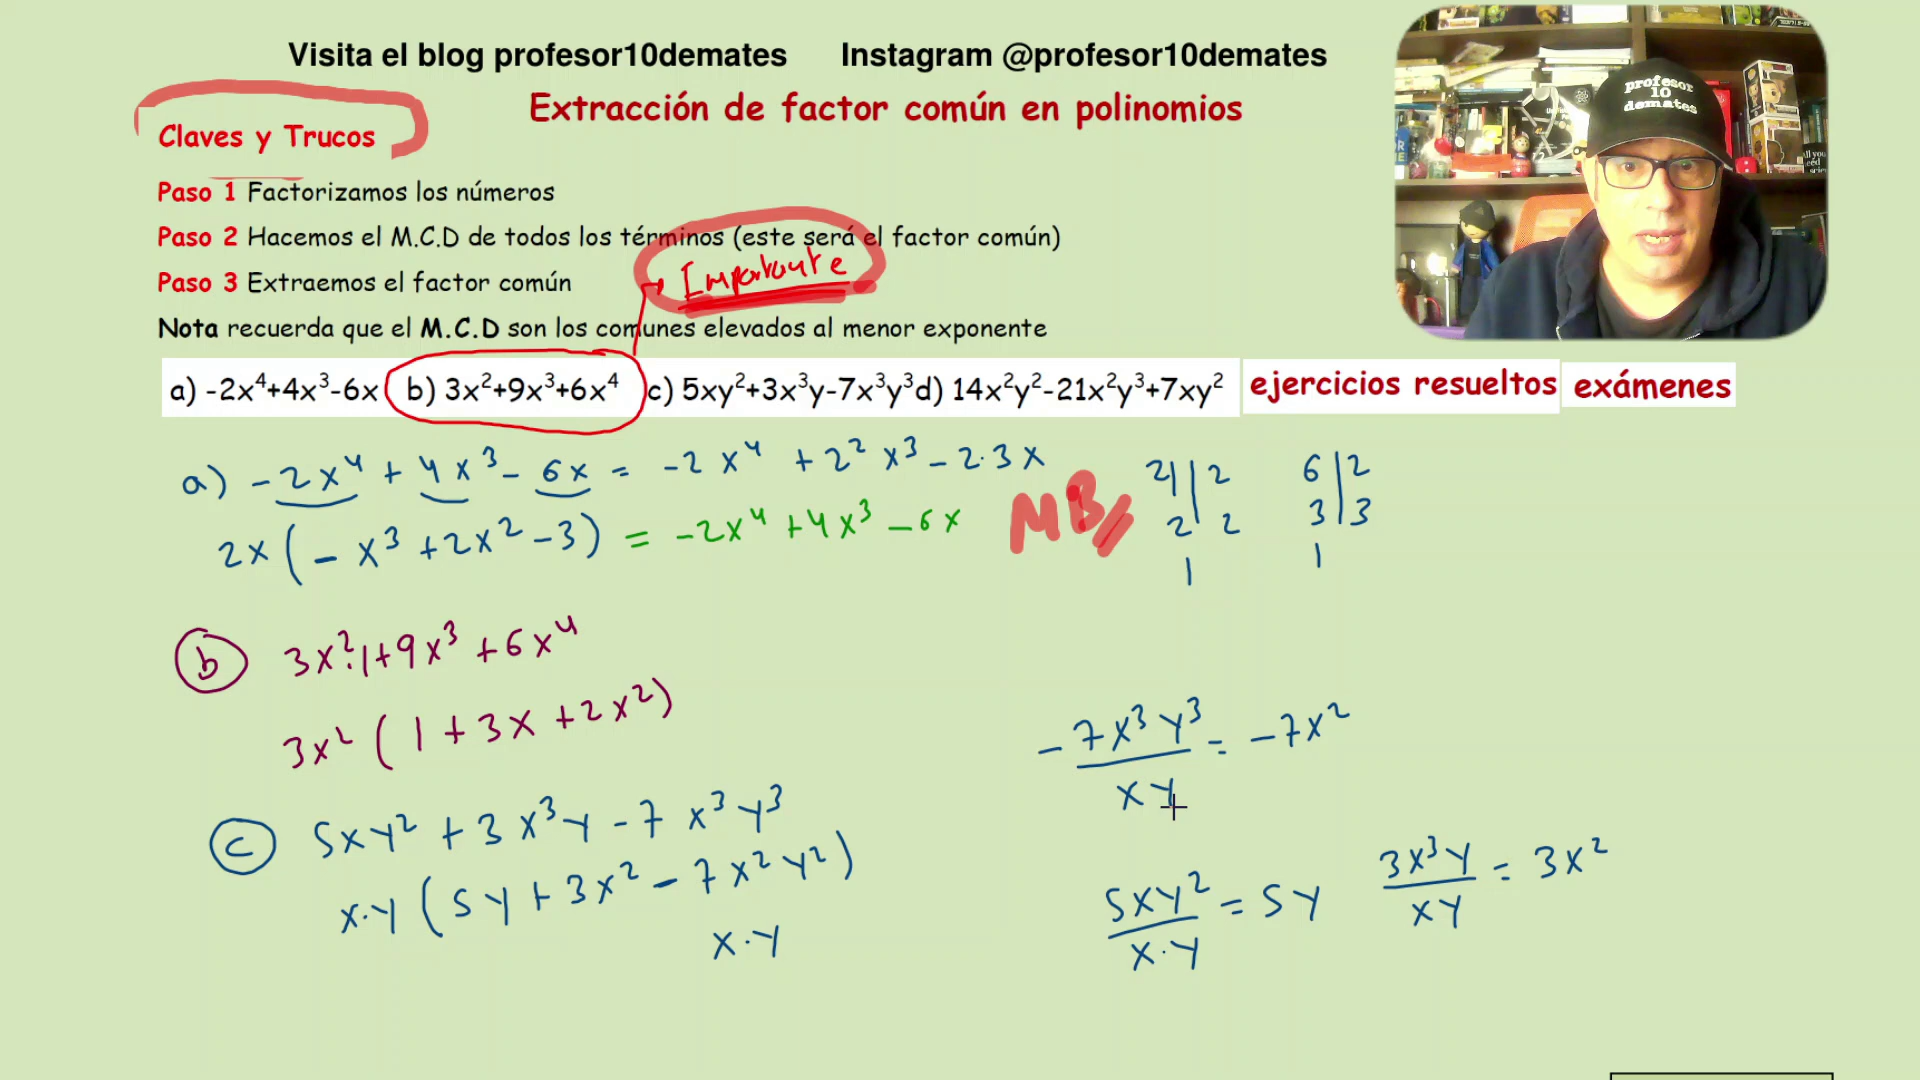 Visita el blog profesor10demates Instagram @profesor10demates
Extracción de factor común en polinomios
Claves y Trucos
Paso 1 Factorizamos los números
Paso 2 Hacemos el M.C.D de todos los términos (este será el factor común)
Importante
Paso 3 Extraemos el factor común
Nota recuerda que el M.C.D son los comunes elevados al menor exponente
a) -2x⁴+4x³-6x b) 3x²+9x³+6x⁴ c) 5xy²+3x³y-7x³y³ d) 14x²y²-21x²y³+7xy² ejercicios resueltos exámenes
a) -2x⁴ + 4x³ - 6x = -2x⁴ + 2²x³ - 2·3x
2x(-x³+2x²-3) = -2x⁴+4x³-6x MB
2| 2 6|2
2 2 3|3
1 1
b 3x²·1+9x³+6x⁴
3x²(1+3x+2x²)
-7x³y³ = -7x²
xy
c 5xy²+3x³y-7x³y³
x·y(5y+3x²-7x²y²)
x·y
5xy² = 5y
x·y
3x³y = 3x²
xy
profesor
10
demates